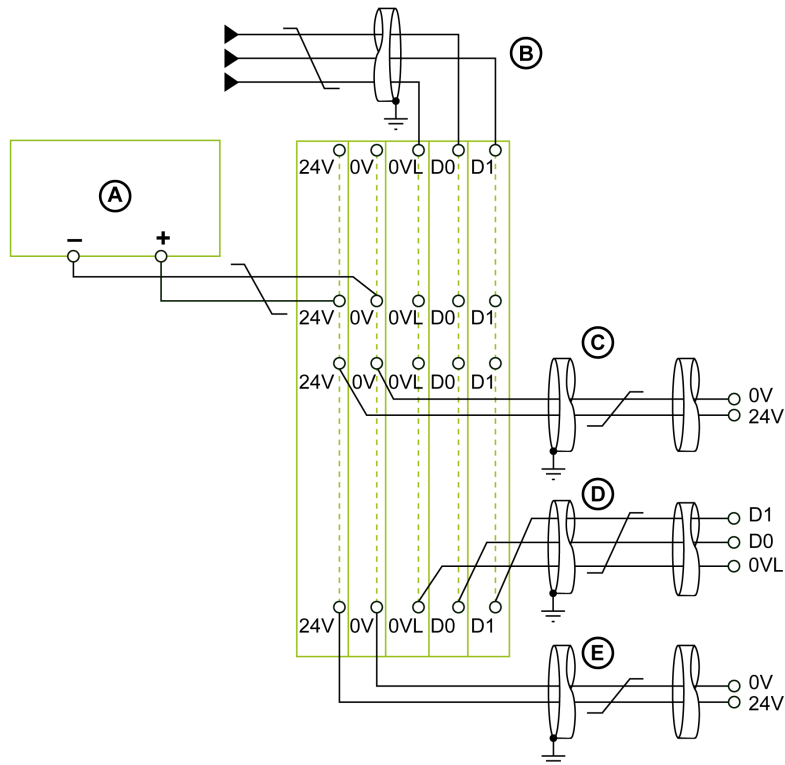 B
24V 0V 0VL D0 D1
A
– +
24V 0V 0VL D0 D1
C
24V 0V 0VL D0 D1
0V
24V
D
D1
D0
0VL
24V 0V 0VL D0 D1
E
0V
24V